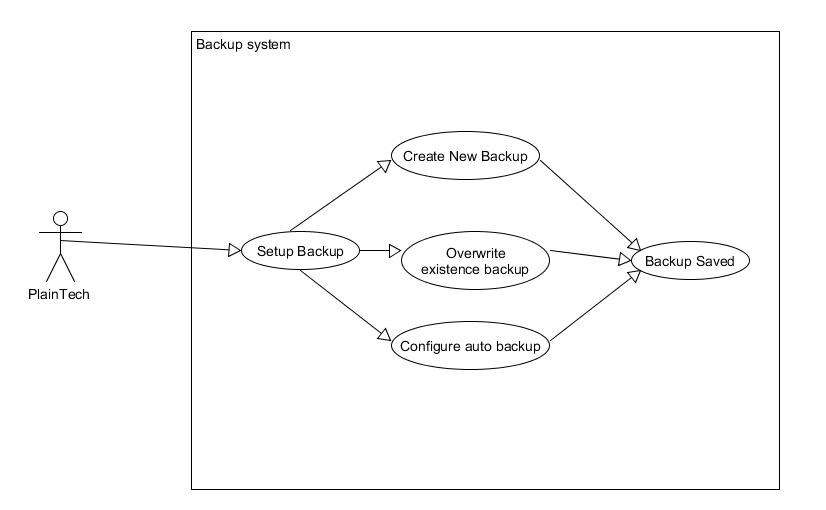 Backup system
Create New Backup
PlainTech
Setup Backup
Overwrite
existence backup
Backup Saved
Configure auto backup